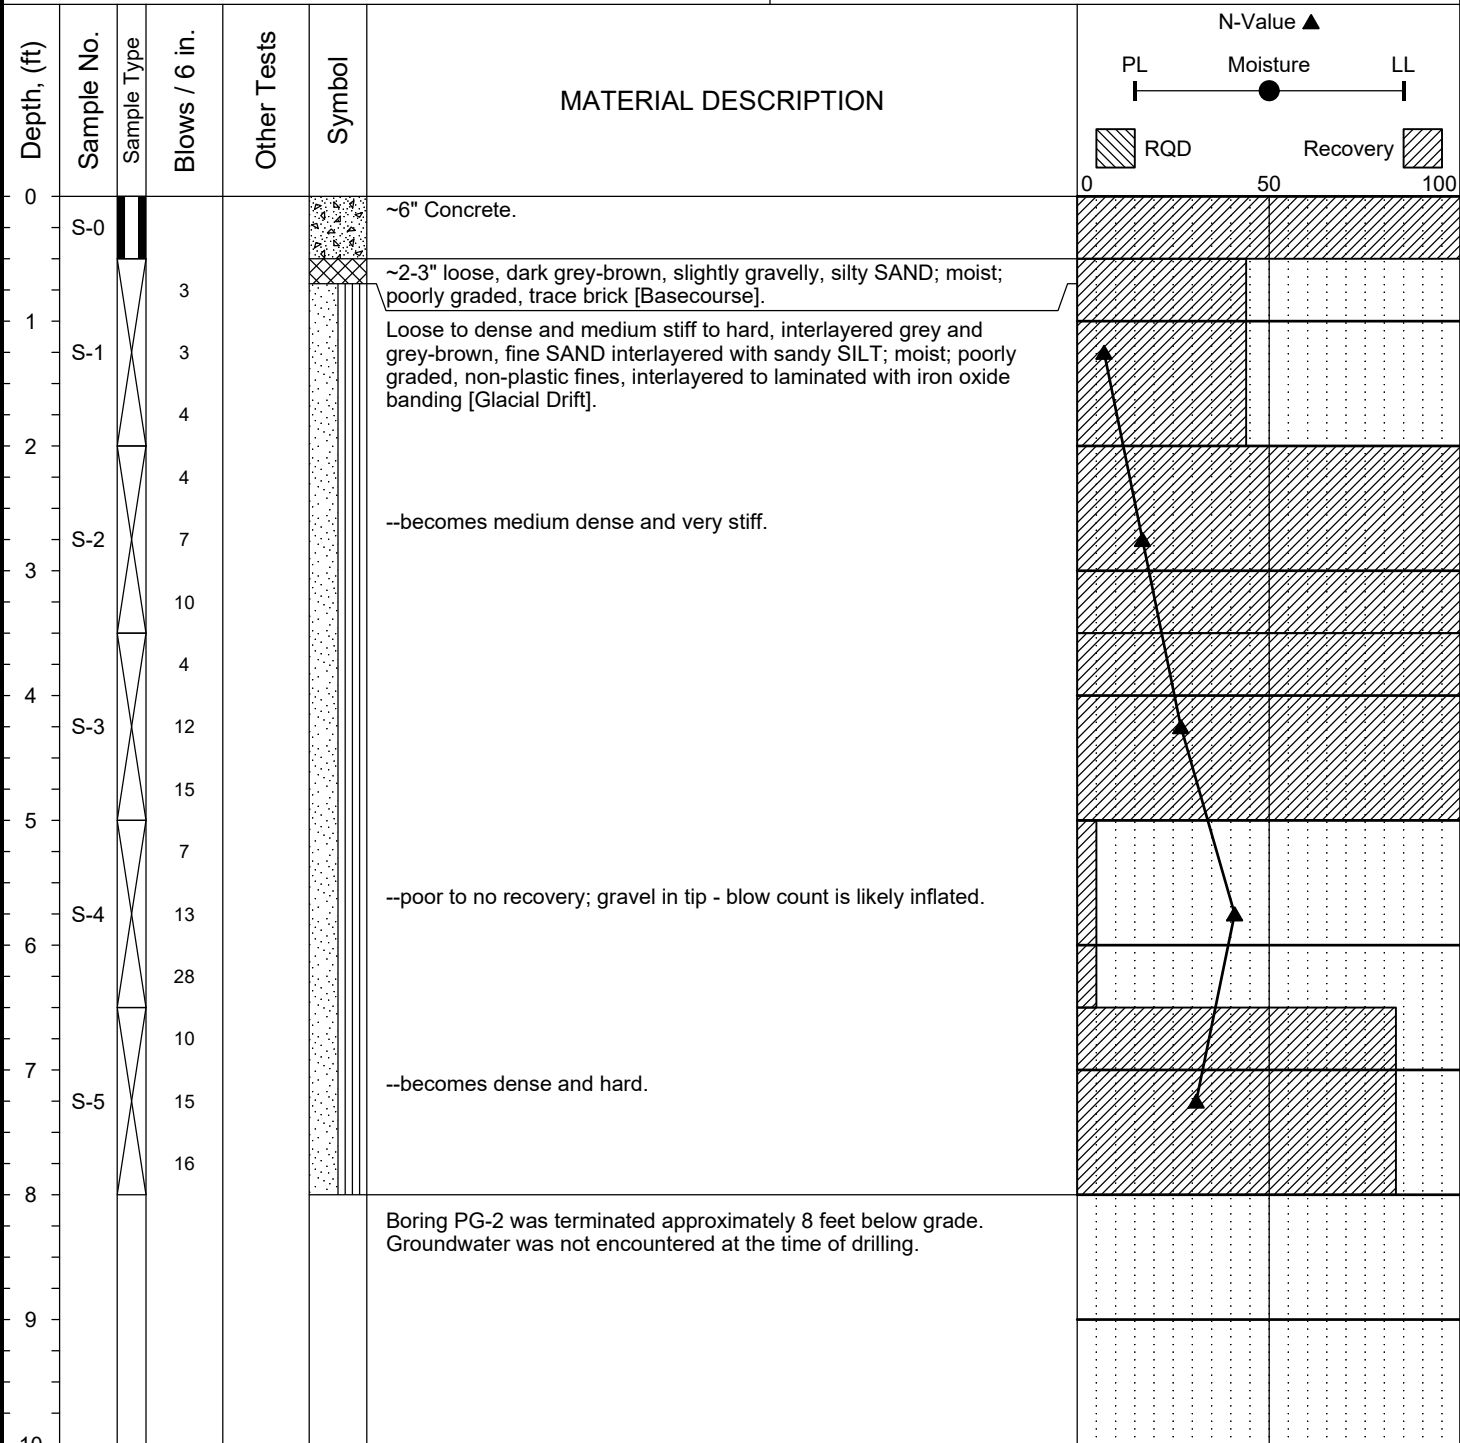 Depth, (ft)
Sample No.
Sample Type
Blows / 6 in.
Other Tests
Symbol
MATERIAL DESCRIPTION
N-Value ▲
PL Moisture LL
RQD Recovery
0 50 100
0
S-0
~6" Concrete.
~2-3" loose, dark grey-brown, slightly gravelly, silty SAND; moist;
3
poorly graded, trace brick [Basecourse].
1
Loose to dense and medium stiff to hard, interlayered grey and
S-1 3
grey-brown, fine SAND interlayered with sandy SILT; moist; poorly
graded, non-plastic fines, interlayered to laminated with iron oxide
banding [Glacial Drift].
4
2
4
--becomes medium dense and very stiff.
S-2 7
3
10
4
4
S-3 12
15
5
7
--poor to no recovery; gravel in tip - blow count is likely inflated.
S-4 13
6
28
10
7
--becomes dense and hard.
S-5 15
16
8
Boring PG-2 was terminated approximately 8 feet below grade.
Groundwater was not encountered at the time of drilling.
9
10